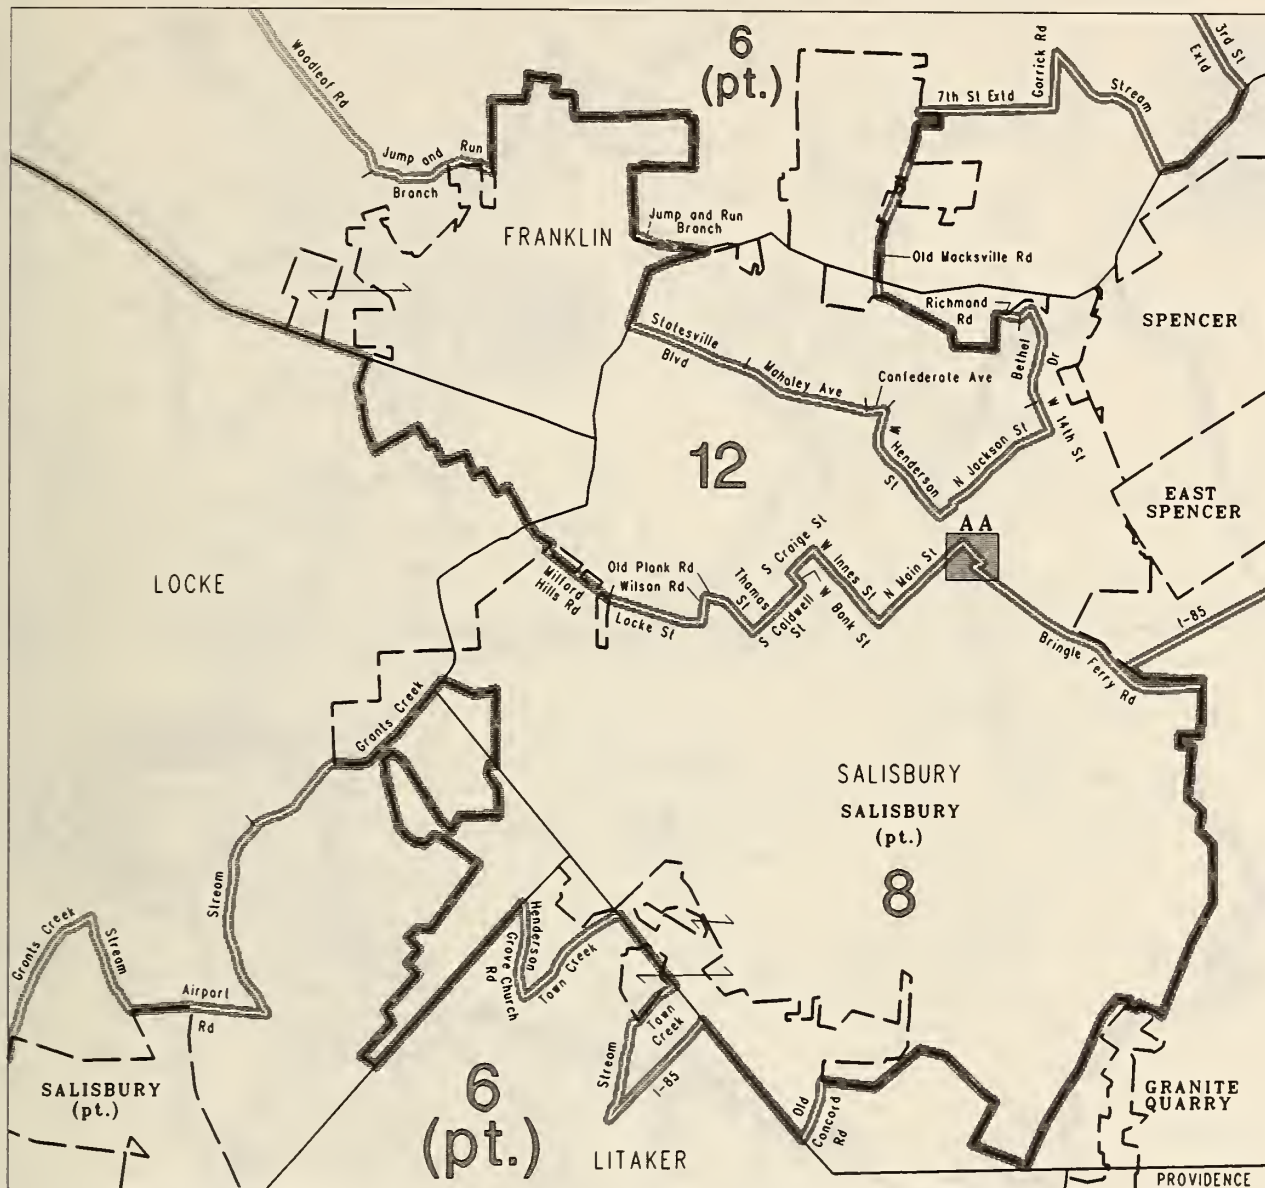 6
(pt.)
Woodleaf Rd
7th St Extd
Garrick Rd
Stream
3rd St
Extd
Jump and Run
Branch
FRANKLIN
Jump and Run
Branch
Old Mocksville Rd
Richmond
Rd
SPENCER
Statesville
Blvd
Mahaley Ave
Confederate Ave
Bethel
Dr
W 14th St
W Henderson
St
N Jackson St
12
EAST
SPENCER
A A
LOCKE
Milford
Hills Rd
Old Plank Rd
Wilson Rd
Locke St
Thomas
St
S Craige St
S Caldwell
St
W Innes St
W Bank St
N Main St
Bringle Ferry
Rd
I-85
Grants Creek
SALISBURY
SALISBURY
(pt.)
8
Stream
Grants Creek
Stream
Airport
Rd
Henderson
Grove Church
Rd
Town Creek
Town
Creek
Stream
I-85
SALISBURY
(pt.)
6
(pt.)
LITAKER
Old
Concord
Rd
GRANITE
QUARRY
PROVIDENCE